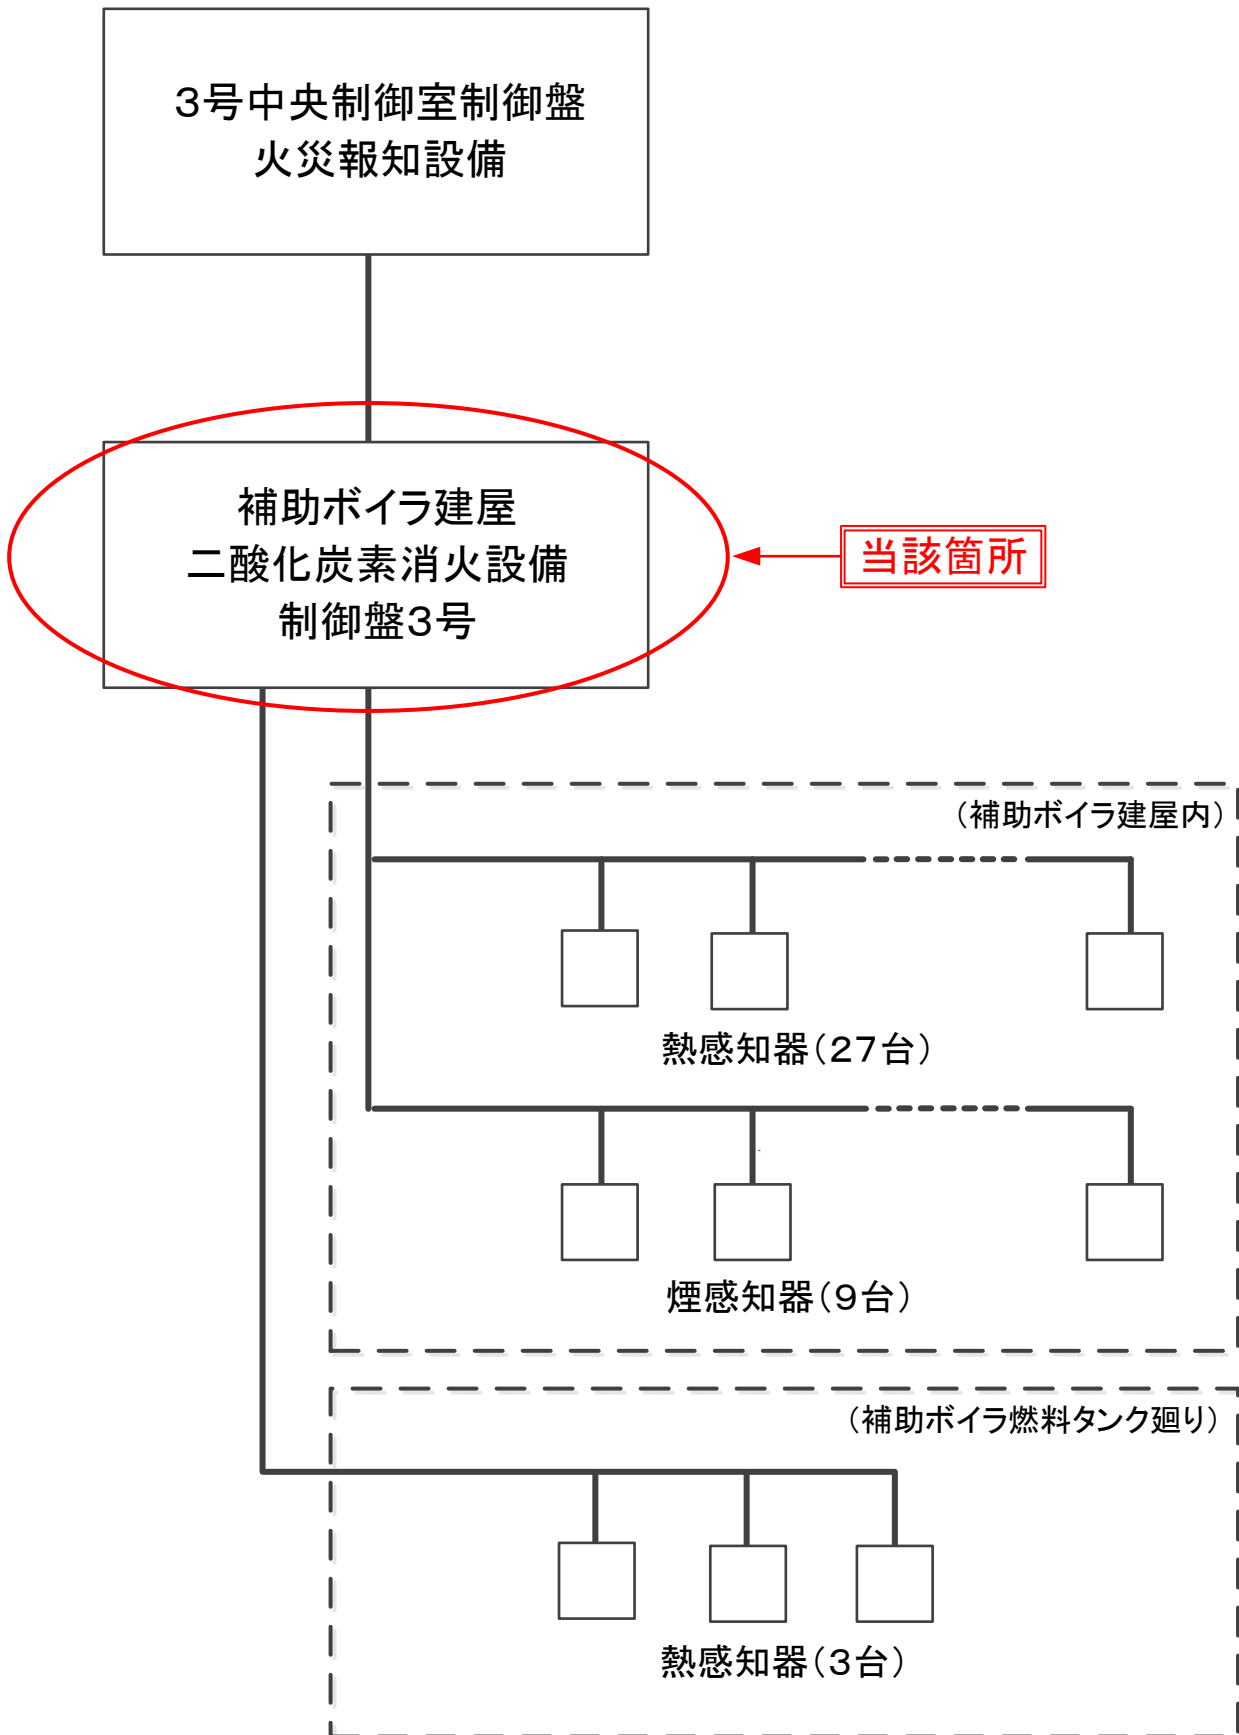 3号中央制御室制御盤
火災報知設備
補助ボイラ建屋
二酸化炭素消火設備
制御盤3号
当該箇所
（補助ボイラ建屋内）
熱感知器（27台）
煙感知器（9台）
（補助ボイラ燃料タンク廻り）
熱感知器（3台）